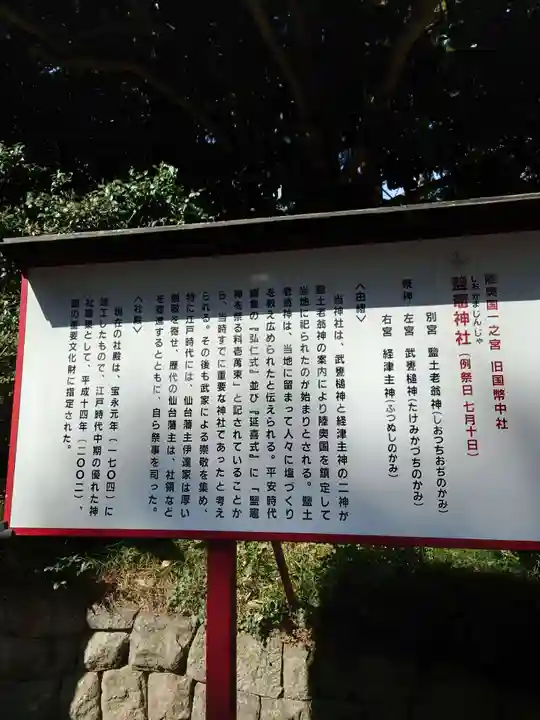 陸奥国一之宮　旧国幣中社
しおがまじんじゃ
鹽竈神社（例祭日 七月十日）
祭神　別宮　鹽土老翁神（しおつちおぢのかみ）
左宮　武甕槌神（たけみかづちのかみ）
右宮　経津主神（ふつぬしのかみ）
〈由緒〉
当神社は、武甕槌神と経津主神の二神が
鹽土老翁神の案内により陸奥国を鎮定して
当地に祀られたのが始まりとされる。鹽土
老翁神は、当地に留まって人々に塩づくり
を教え広められたと伝えられる。平安時代
編集の『弘仁式』並び『延喜式』に「鹽竈
神を祭る料壱萬束」と記されていることか
ら、当時すでに重要な神社であったと考え
られる。その後も武家による崇敬を集め、
特に江戸時代には、仙台藩主伊達家は厚い
崇敬を寄せ、歴代の仙台藩主は、社領など
を寄進するとともに、自ら祭事を司った。
〈社殿〉
現在の社殿は、宝永元年（一七〇四）に
竣工したもので、江戸時代中期の優れた神
社建築として、平成十四年（二〇〇二）、
国の重要文化財に指定された。